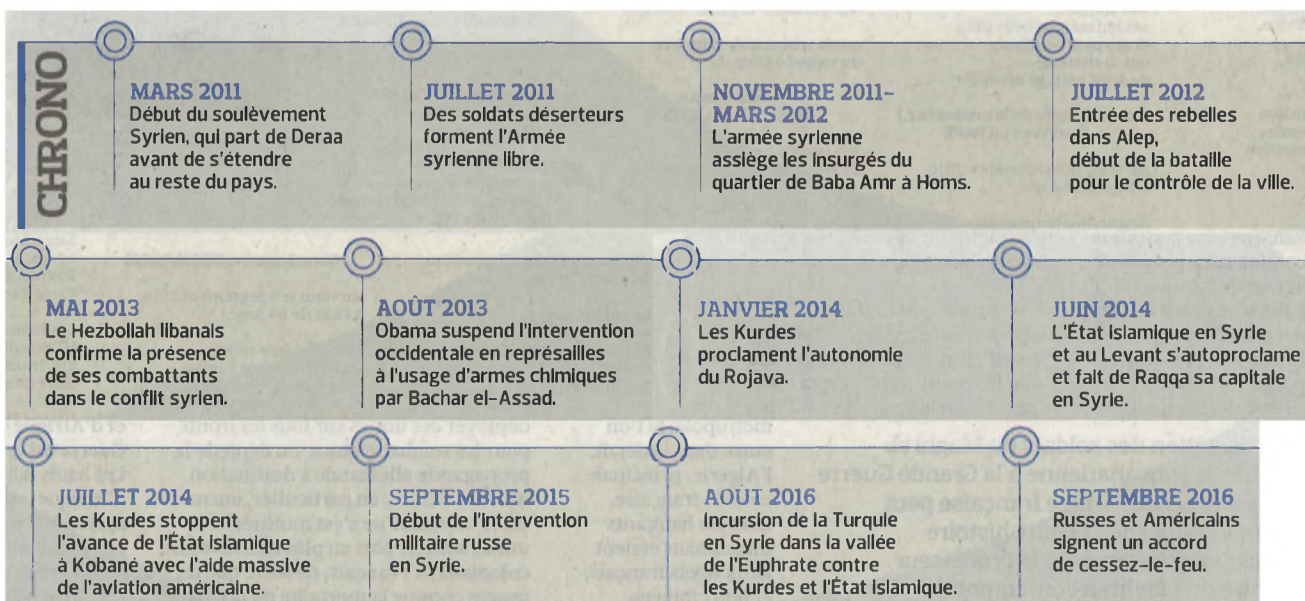 CHRONO
MARS 2011
Début du soulèvement
Syrien, qui part de Deraa
avant de s'étendre
au reste du pays.
JUILLET 2011
Des soldats déserteurs
forment l'Armée
syrienne libre.
NOVEMBRE 2011–
MARS 2012
L'armée syrienne
assiège les insurgés du
quartier de Baba Amr à Homs.
JUILLET 2012
Entrée des rebelles
dans Alep,
début de la bataille
pour le contrôle de la ville.
MAI 2013
Le Hezbollah libanais
confirme la présence
de ses combattants
dans le conflit syrien.
AOÛT 2013
Obama suspend l'intervention
occidentale en représailles
à l'usage d'armes chimiques
par Bachar el-Assad.
JANVIER 2014
Les Kurdes
proclament l'autonomie
du Rojava.
JUIN 2014
L'État islamique en Syrie
et au Levant s'autoproclame
et fait de Raqqa sa capitale
en Syrie.
JUILLET 2014
Les Kurdes stoppent
l'avance de l'État islamique
à Kobané avec l'aide massive
de l'aviation américaine.
SEPTEMBRE 2015
Début de l'intervention
militaire russe
en Syrie.
AOÛT 2016
Incursion de la Turquie
en Syrie dans la vallée
de l'Euphrate contre
les Kurdes et l'État islamique.
SEPTEMBRE 2016
Russes et Américains
signent un accord
de cessez-le-feu.